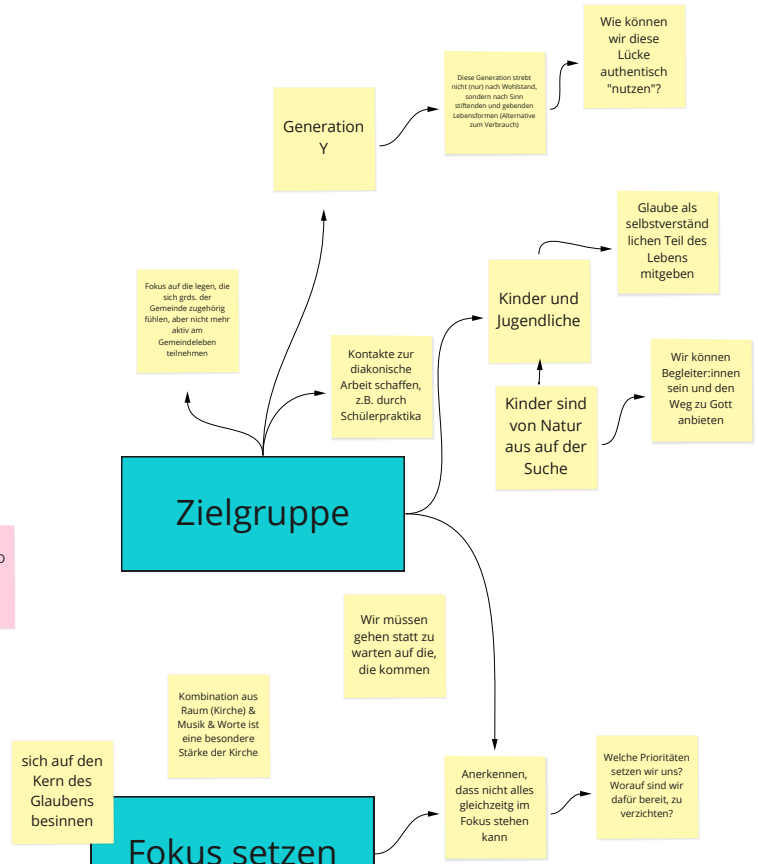 Wie können
wir diese
Lücke
authentisch
"nutzen"?
Diese Generation strebt
nicht (nur) nach Wohlstand,
sondern nach Sinn
stiftenden und gebenden
Lebensformen (Alternative
zum Verbrauch)
Generation
Y
Glaube als
selbstverständ
lichen Teil des
Lebens
mitgeben
Kinder und
Jugendliche
Fokus auf die legen, die
sich grds. der
Gemeinde zugehörig
fühlen, aber nicht mehr
aktiv am
Gemeindeleben
teilnehmen
Kontakte zur
diakonische
Arbeit schaffen,
z.B. durch
Schülerpraktika
Wir können
Begleiter:innen
sein und den
Weg zu Gott
anbieten
Kinder sind
von Natur
aus auf der
Suche
Zielgruppe
Wir müssen
gehen statt zu
warten auf die,
die kommen
Kombination aus
Raum (Kirche) &
Musik & Worte ist
eine besondere
Stärke der Kirche
sich auf den
Kern des
Glaubens
besinnen
Anerkennen,
dass nicht alles
gleichzeitg im
Fokus stehen
kann
Welche Prioritäten
setzen wir uns?
Worauf sind wir
dafür bereit, zu
verzichten?
Fokus setzen